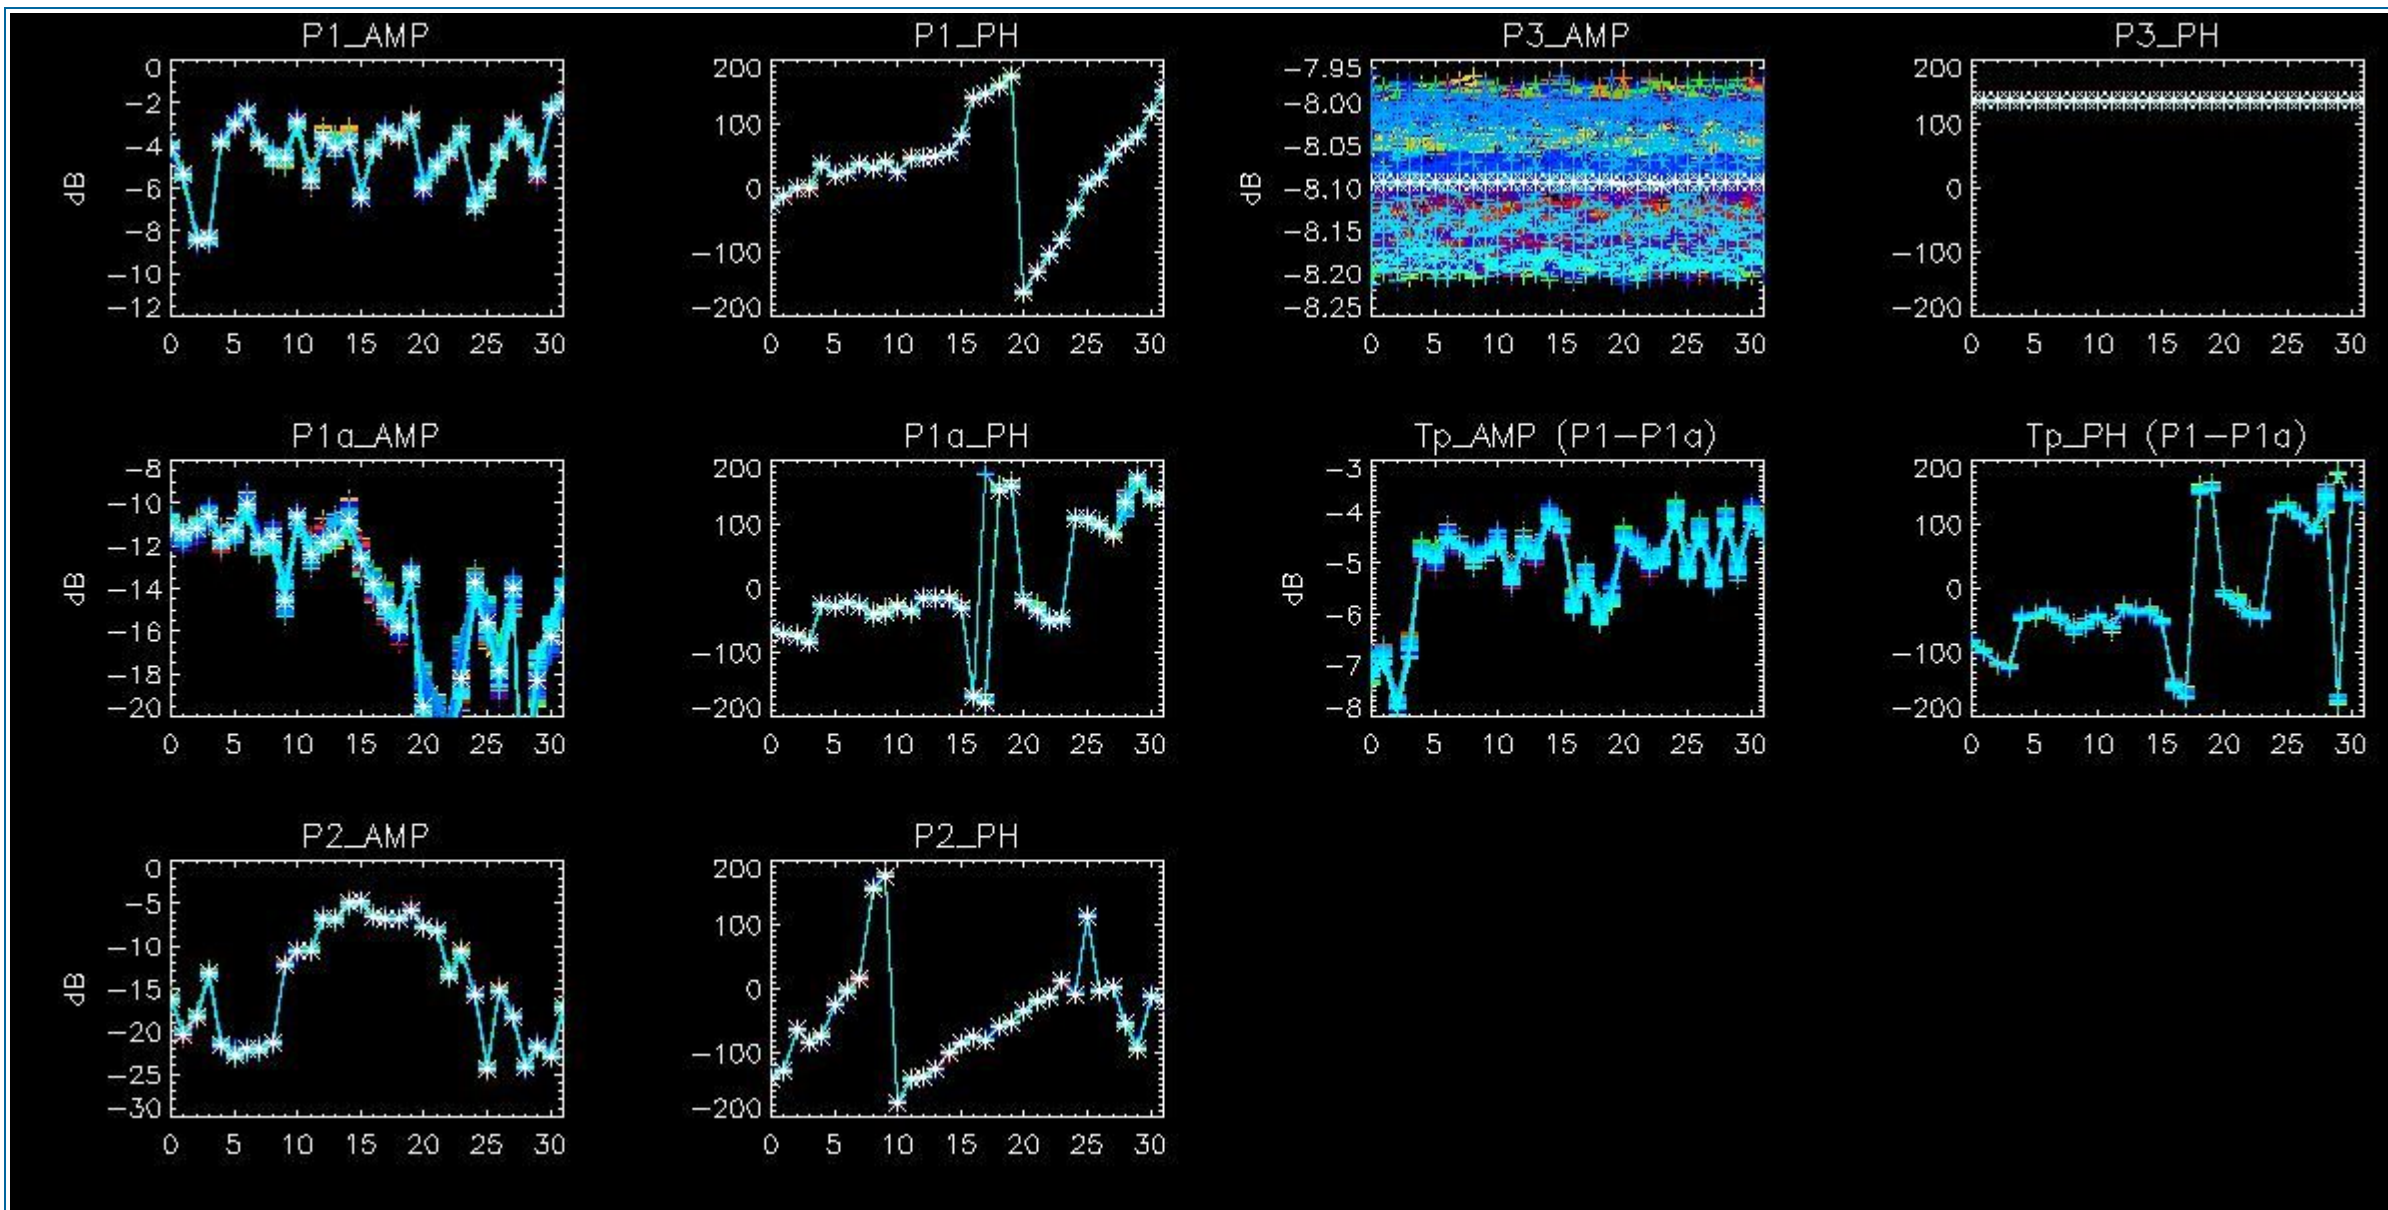 P1_AMP P1_PH P3_AMP P3_PH
0 200 −7.95 200
−2 −8.00
−4 100 −8.05 100
dB −6 0 dB −8.10 0
−8 −8.15
−10 −100 −8.20 −100
−12 −200 −8.25 −200
0 5 10 15 20 25 30 0 5 10 15 20 25 30 0 5 10 15 20 25 30 0 5 10 15 20 25 30
P1a_AMP P1a_PH Tp_AMP (P1−P1a) Tp_PH (P1−P1a)
−8 200 −3 200
−10 100 −4 100
−12
dB −14 0 dB −5 0
−16 −6
−18 −100 −7 −100
−20 −200 −8 −200
0 5 10 15 20 25 30 0 5 10 15 20 25 30 0 5 10 15 20 25 30 0 5 10 15 20 25 30
P2_AMP P2_PH
0 200
−5 100
−10
dB −15 0
−20 −100
−25
−30 −200
0 5 10 15 20 25 30 0 5 10 15 20 25 30